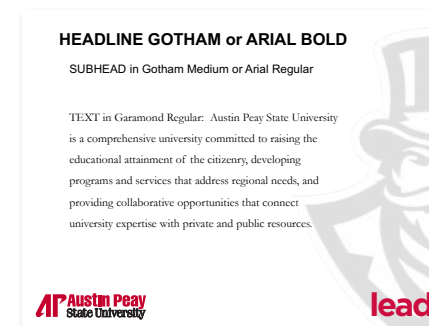 HEADLINE GOTHAM or ARIAL BOLD
SUBHEAD in Gotham Medium or Arial Regular
TEXT in Garamond Regular: Austin Peay State University
is a comprehensive university committed to raising the
educational attainment of the citizenry, developing
programs and services that address regional needs, and
providing collaborative opportunities that connect
university expertise with private and public resources.
AP Austin Peay
State University
lead